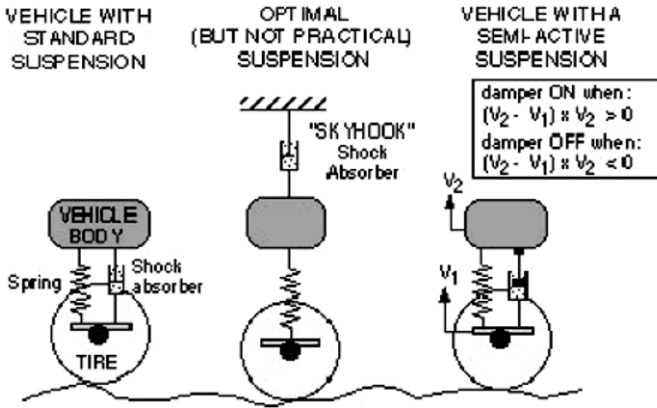 VEHICLE WITH
STANDARD
SUSPENSION
OPTIMAL
(BUT NOT PRACTICAL)
SUSPENSION
VEHICLE WITH A
SEMI-ACTIVE
SUSPENSION
damper ON when:
(V2 - V1) x V2 > 0
damper OFF when:
(V2 - V1) x V2 < 0
"SKYHOOK"
Shock
Absorber
V2
VEHICLE
BODY
Spring
Shock
absorber
V1
TIRE